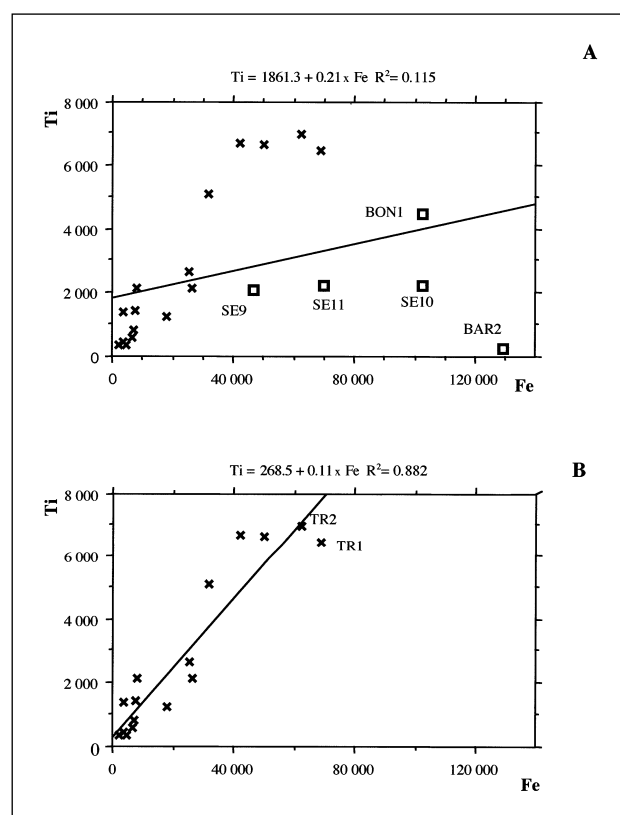 A
Ti = 1861.3 + 0.21 x Fe R²= 0.115
Ti
8 000
6 000
4 000
2 000
0
BON1
SE9
SE11
SE10
BAR2
0 40 000 80 000 120 000
Fe
B
Ti = 268.5 + 0.11 x Fe R²= 0.882
Ti
8 000
6 000
4 000
2 000
0
TR2
TR1
0 40 000 80 000 120 000
Fe